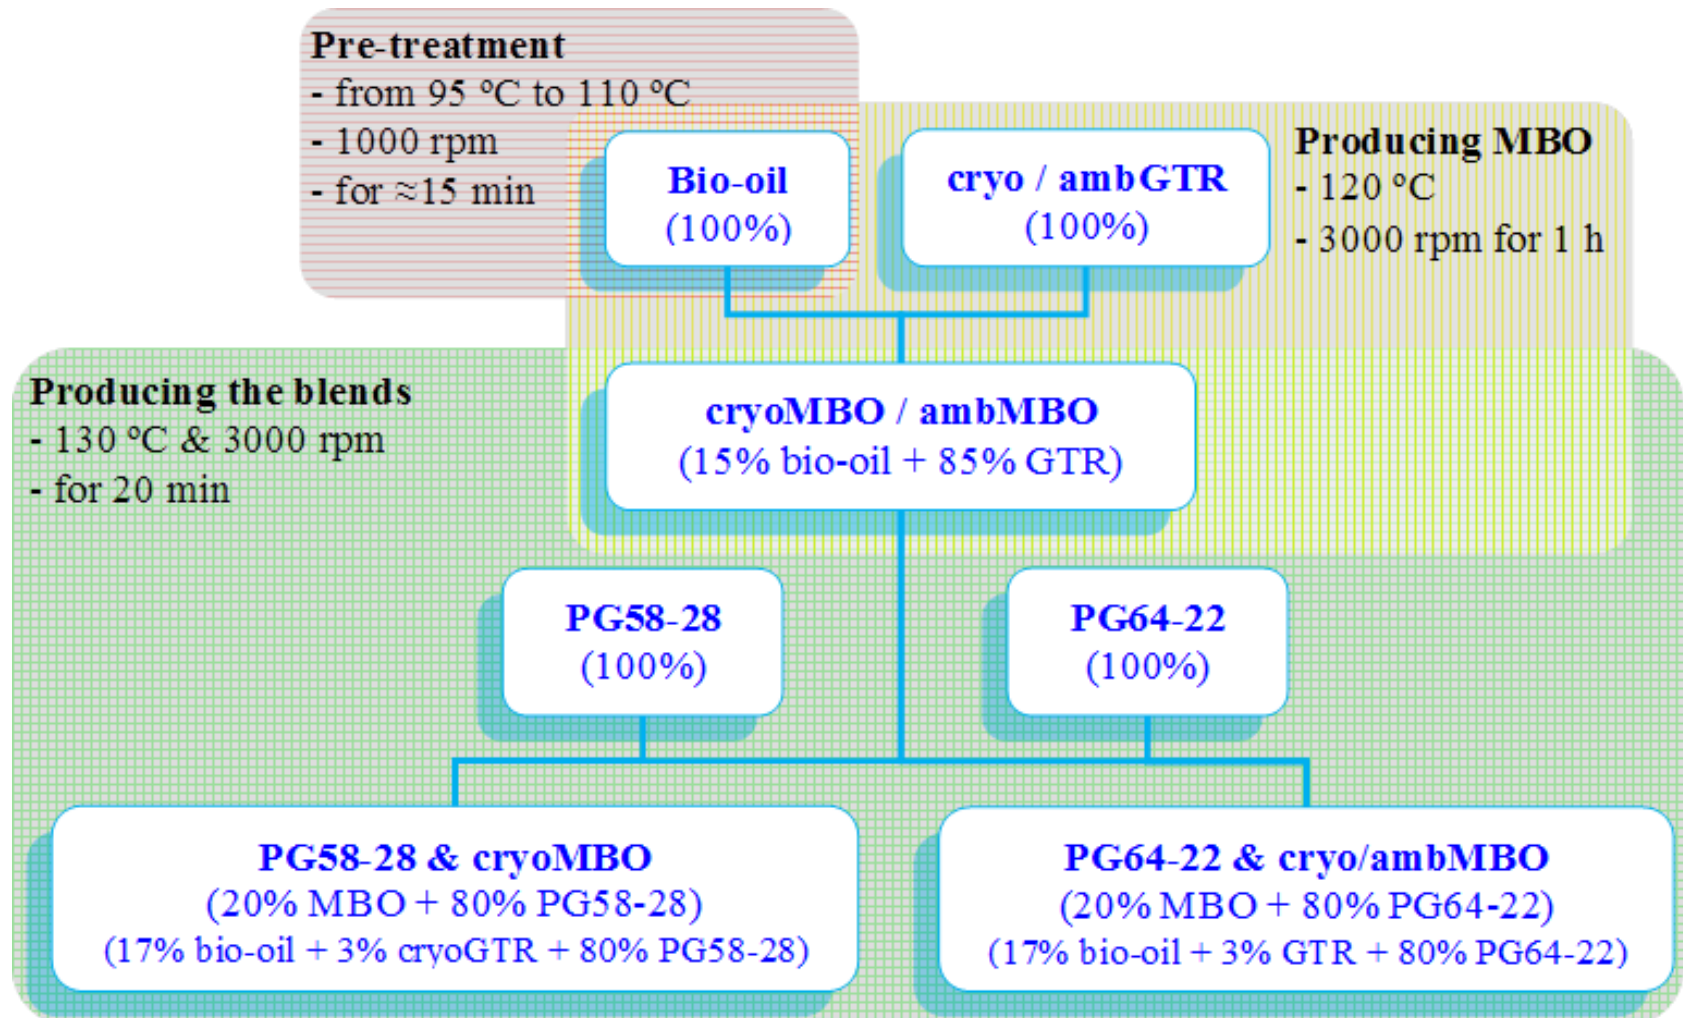 Pre-treatment
- from 95 ºC to 110 ºC
- 1000 rpm
- for ≈15 min
Bio-oil
(100%)
cryo / ambGTR
(100%)
Producing MBO
- 120 ºC
- 3000 rpm for 1 h
Producing the blends
- 130 ºC & 3000 rpm
- for 20 min
cryoMBO / ambMBO
(15% bio-oil + 85% GTR)
PG58-28
(100%)
PG64-22
(100%)
PG58-28 & cryoMBO
(20% MBO + 80% PG58-28)
(17% bio-oil + 3% cryoGTR + 80% PG58-28)
PG64-22 & cryo/ambMBO
(20% MBO + 80% PG64-22)
(17% bio-oil + 3% GTR + 80% PG64-22)